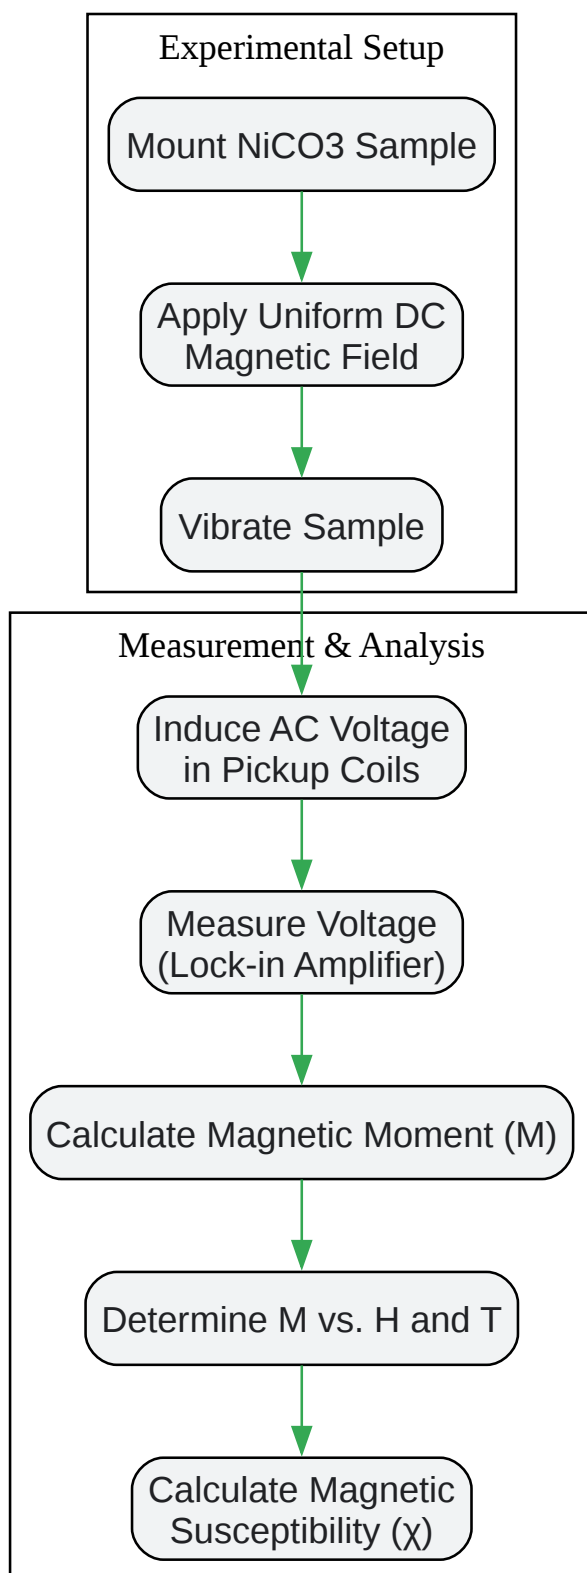 Experimental Setup
Mount NiCO3 Sample
Apply Uniform DC
Magnetic Field
Vibrate Sample
Measurement & Analysis
Induce AC Voltage
in Pickup Coils
Measure Voltage
(Lock-in Amplifier)
Calculate Magnetic Moment (M)
Determine M vs. H and T
Calculate Magnetic
Susceptibility (χ)